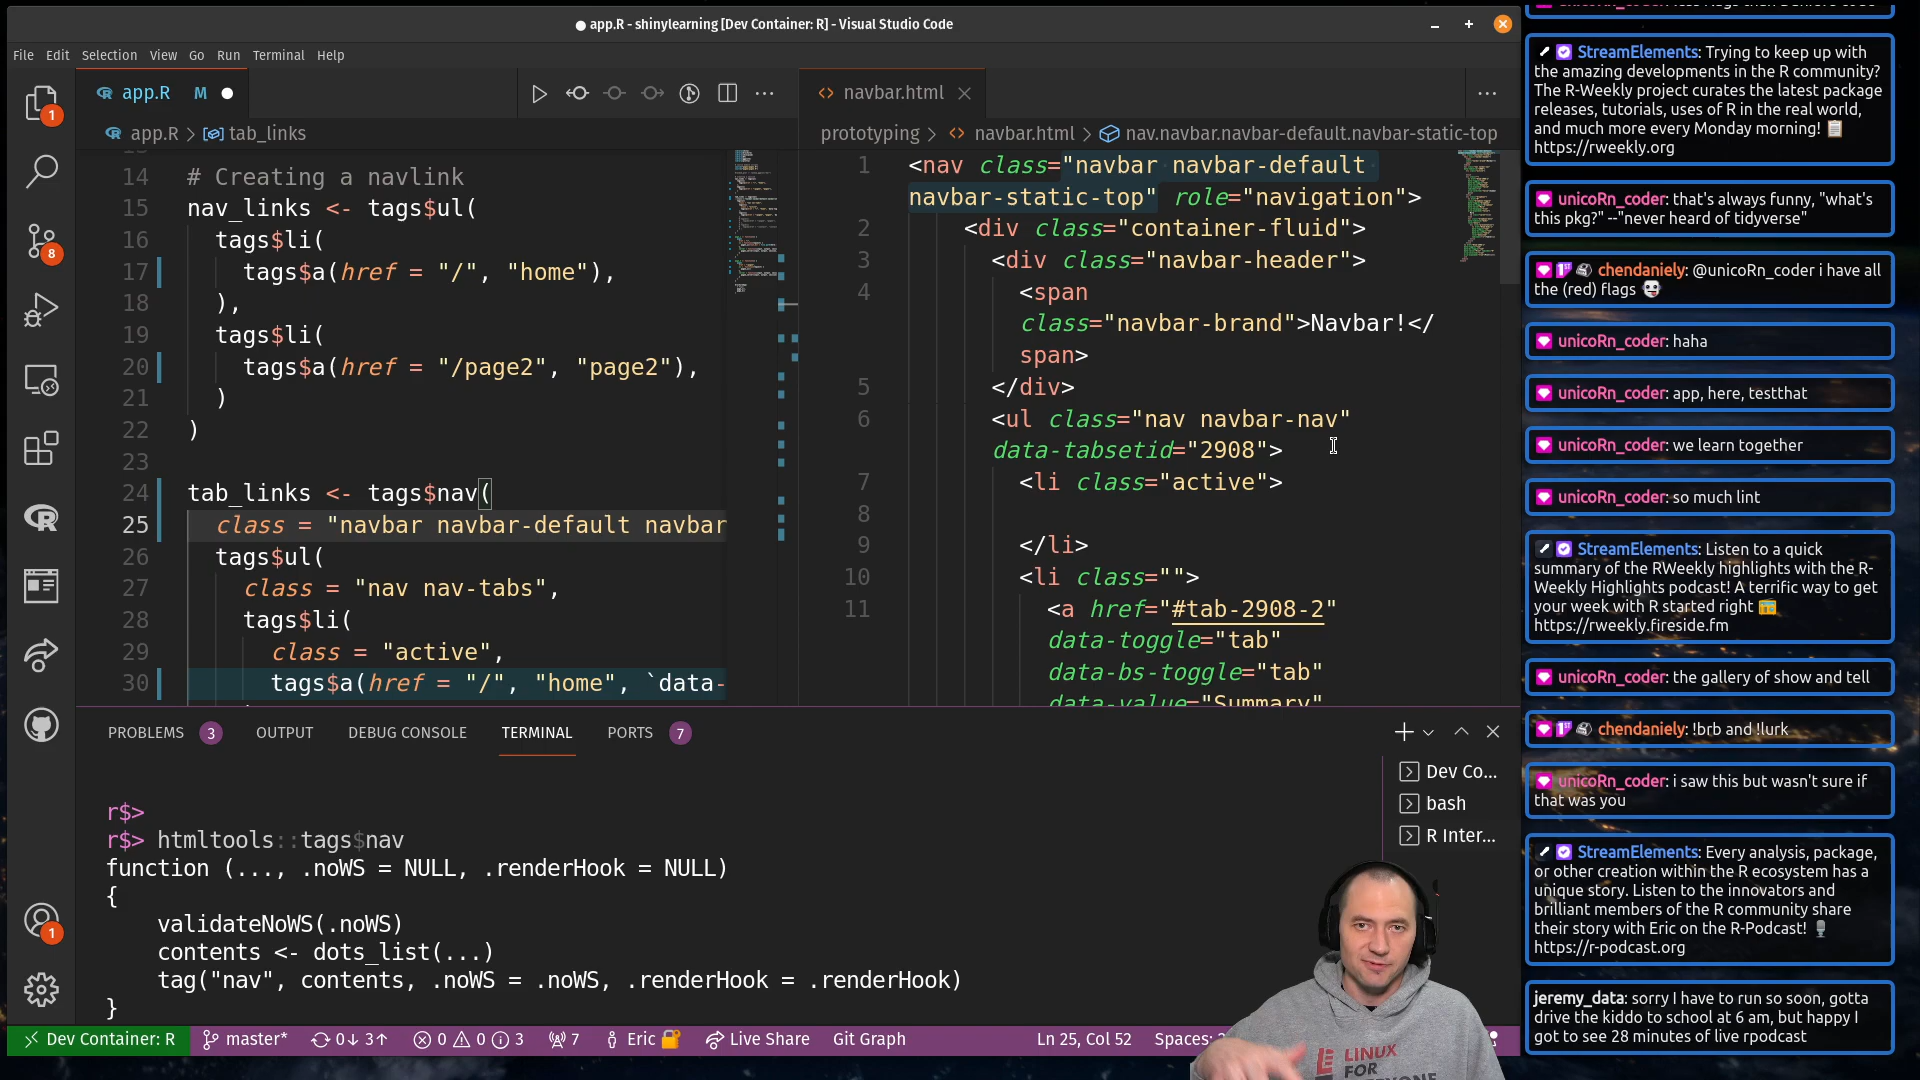 app.R - shinylearning [Dev Container: R] - Visual Studio Code
File Edit Selection View Go Run Terminal Help
app.R M
navbar.html
app.R > tab_links
prototyping > navbar.html > nav.navbar.navbar-default.navbar-static-top
14 # Creating a navlink
15 nav_links <- tags$ul(
16 tags$li(
17 tags$a(href = "/", "home"),
18 ),
19 tags$li(
20 tags$a(href = "/page2", "page2"),
21 )
22 )
23
24 tab_links <- tags$nav(
25 class = "navbar navbar-default navbar
26 tags$ul(
27 class = "nav nav-tabs",
28 tags$li(
29 class = "active",
30 tags$a(href = "/", "home", `data-
1 <nav class="navbar navbar-default
navbar-static-top" role="navigation">
2 <div class="container-fluid">
3 <div class="navbar-header">
4 <span
class="navbar-brand">Navbar!</
span>
5 </div>
6 <ul class="nav navbar-nav"
data-tabsetid="2908">
7 <li class="active">
8
9 </li>
10 <li class="">
11 <a href="#tab-2908-2"
data-toggle="tab"
data-bs-toggle="tab"
data-value="Summary"
1
8
1
PROBLEMS 3 OUTPUT DEBUG CONSOLE TERMINAL PORTS 7
r$>
r$> htmltools::tags$nav
function (..., .noWS = NULL, .renderHook = NULL)
{
validateNoWS(.noWS)
contents <- dots_list(...)
tag("nav", contents, .noWS = .noWS, .renderHook = .renderHook)
}
Dev Co...
bash
R Inter...
Dev Container: R master* 0↓ 3↑ 0 0 3 7 Eric Live Share Git Graph Ln 25, Col 52 Spaces:
LINUX
FOR
StreamElements: Trying to keep up with
the amazing developments in the R community?
The R-Weekly project curates the latest package
releases, tutorials, uses of R in the real world,
and much more every Monday morning!
https://rweekly.org
unicoRn_coder: that's always funny, "what's
this pkg?" --"never heard of tidyverse"
chendaniely: @unicoRn_coder i have all
the (red) flags
unicoRn_coder: haha
unicoRn_coder: app, here, testthat
unicoRn_coder: we learn together
unicoRn_coder: so much lint
StreamElements: Listen to a quick
summary of the RWeekly highlights with the R-
Weekly Highlights podcast! A terrific way to get
your week with R started right
https://rweekly.fireside.fm
unicoRn_coder: the gallery of show and tell
chendaniely: !brb and !lurk
unicoRn_coder: i saw this but wasn't sure if
that was you
StreamElements: Every analysis, package,
or other creation within the R ecosystem has a
unique story. Listen to the innovators and
brilliant members of the R community share
their story with Eric on the R-Podcast!
https://r-podcast.org
jeremy_data: sorry I have to run so soon, gotta
drive the kiddo to school at 6 am, but happy I
got to see 28 minutes of live rpodcast